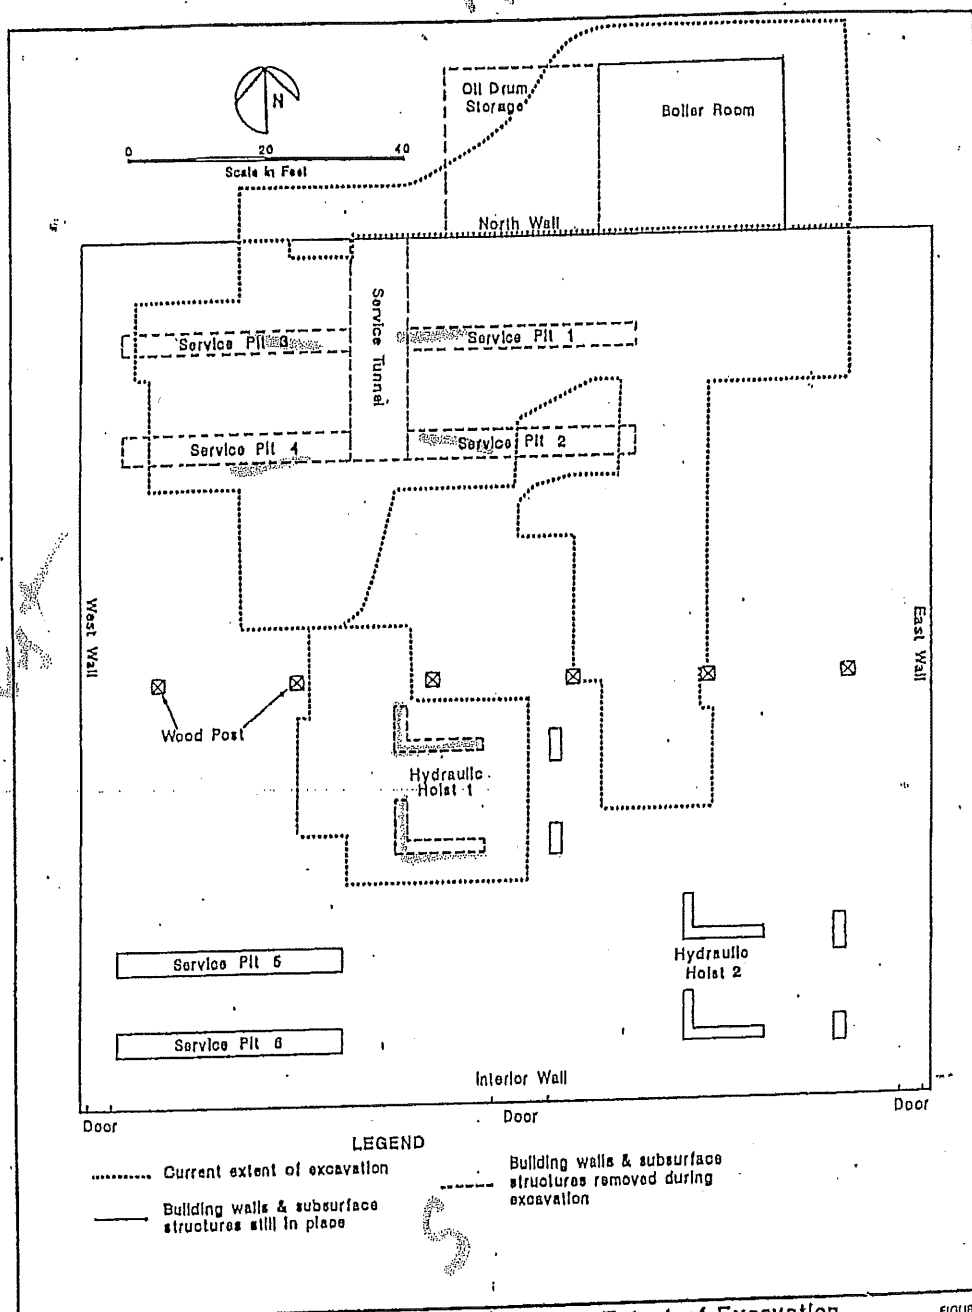 Oil Drum
Storage
Boiler Room
N
0 20 40
Scale in Feet
North Wall
Service Tunnel
Service Pit 3
Service Pit 1
Service Pit 4
Service Pit 2
West Wall
East Wall
Wood Post
Hydraulic
Hoist 1
Service Pit 5
Hydraulic
Hoist 2
Service Pit 6
Interior Wall
Door
Door
Door
LEGEND
Current extent of excavation
Building walls & subsurface
structures still in place
Building walls & subsurface
structures removed during
excavation
S
Extent of Excavation
FIGURE